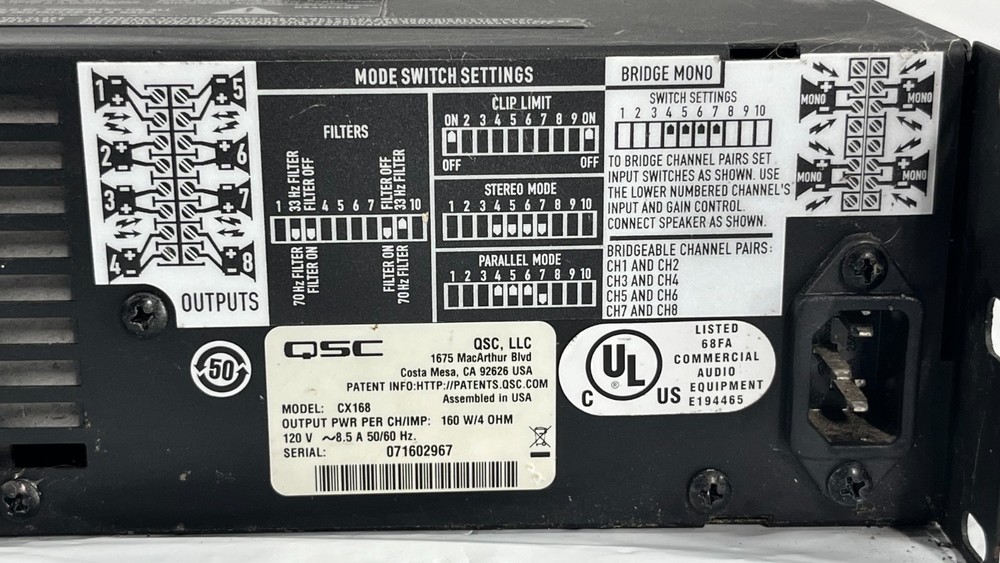 1
5
2
6
3
7
4
8
OUTPUTS
MODE SWITCH SETTINGS
FILTERS
33 Hz FILTER
FILTER OFF
FILTER OFF
33 Hz FILTER
1 4 5 6 7 10
70 Hz FILTER
FILTER ON
FILTER ON
70 Hz FILTER
CLIP LIMIT
ON 2 3 4 5 6 7 8 9 ON
OFF OFF
STEREO MODE
1 2 3 4 5 6 7 8 9 10
PARALLEL MODE
1 2 3 4 5 6 7 8 9 10
BRIDGE MONO
SWITCH SETTINGS
1 2 3 4 5 6 7 8 9 10
TO BRIDGE CHANNEL PAIRS SET
INPUT SWITCHES AS SHOWN. USE
THE LOWER NUMBERED CHANNEL'S
INPUT AND GAIN CONTROL.
CONNECT SPEAKER AS SHOWN.
BRIDGEABLE CHANNEL PAIRS:
CH1 AND CH2
CH3 AND CH4
CH5 AND CH6
CH7 AND CH8
MONO
MONO
MONO
MONO
50
QSC
QSC, LLC
1675 MacArthur Blvd
Costa Mesa, CA 92626 USA
PATENT INFO:HTTP://PATENTS.QSC.COM
Assembled in USA
MODEL: CX168
OUTPUT PWR PER CH/IMP: 160 W/4 OHM
120 V ~8.5 A 50/60 Hz.
SERIAL: 071602967
C UL ® US
LISTED
68FA
COMMERCIAL
AUDIO
EQUIPMENT
E194465